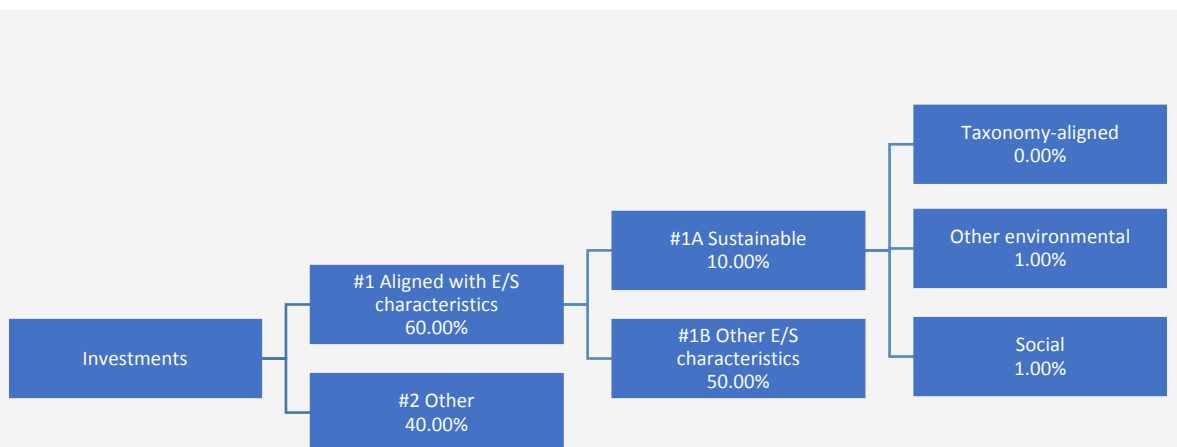 Investments
#1 Aligned with E/S
characteristics
60.00%
#2 Other
40.00%
#1A Sustainable
10.00%
#1B Other E/S
characteristics
50.00%
Taxonomy-aligned
0.00%
Other environmental
1.00%
Social
1.00%